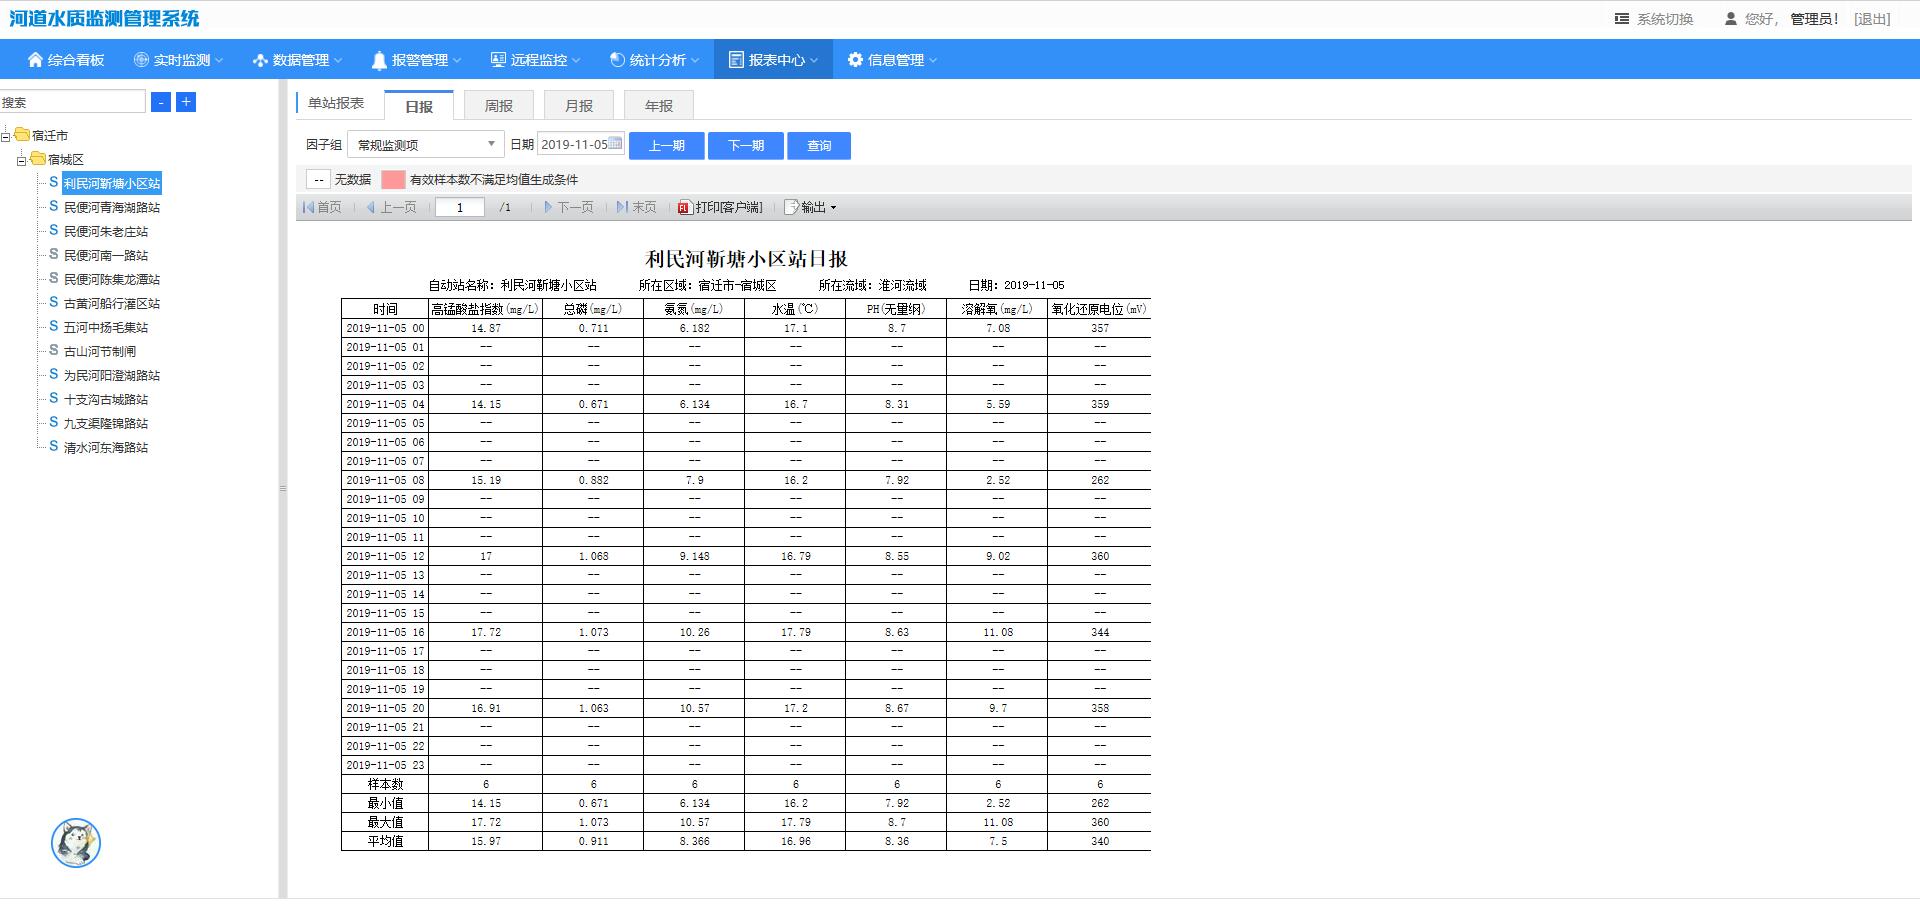 河道水质监测管理系统 系统切换 您好, 管理员! [退出]
综合看板 实时监测 数据管理 报警管理 远程监控 统计分析 报表中心 信息管理
搜索 - +
宿迁市
宿城区
S 利民河靳塘小区站
S 民便河青海湖路站
S 民便河朱老庄站
S 民便河南一路站
S 民便河陈集龙潭站
S 古黄河船行灌区站
S 五河中扬毛集站
S 古山河节制闸
S 为民河阳澄湖路站
S 十支沟古城路站
S 九支渠隆锦路站
S 清水河东海路站
单站报表 日报 周报 月报 年报
因子组 常规监测项 日期 2019-11-05 上一期 下一期 查询
-- 无数据 有效样本数不满足均值生成条件
首页 上一页 1 /1 下一页 末页 打印[客户端] 输出
利民河靳塘小区站日报
自动站名称: 利民河靳塘小区站 所在区域: 宿迁市-宿城区 所在流域: 淮河流域 日期: 2019-11-05
时间 高锰酸盐指数(mg/L) 总磷(mg/L) 氨氮(mg/L) 水温(℃) PH(无量纲) 溶解氧(mg/L) 氧化还原电位(mV)
2019-11-05 00 14.87 0.711 6.182 17.1 8.7 7.08 357
2019-11-05 01 -- -- -- -- -- -- --
2019-11-05 02 -- -- -- -- -- -- --
2019-11-05 03 -- -- -- -- -- -- --
2019-11-05 04 14.15 0.671 6.134 16.7 8.31 5.59 359
2019-11-05 05 -- -- -- -- -- -- --
2019-11-05 06 -- -- -- -- -- -- --
2019-11-05 07 -- -- -- -- -- -- --
2019-11-05 08 15.19 0.882 7.9 16.2 7.92 2.52 262
2019-11-05 09 -- -- -- -- -- -- --
2019-11-05 10 -- -- -- -- -- -- --
2019-11-05 11 -- -- -- -- -- -- --
2019-11-05 12 17 1.068 9.148 16.79 8.55 9.02 360
2019-11-05 13 -- -- -- -- -- -- --
2019-11-05 14 -- -- -- -- -- -- --
2019-11-05 15 -- -- -- -- -- -- --
2019-11-05 16 17.72 1.073 10.26 17.79 8.63 11.08 344
2019-11-05 17 -- -- -- -- -- -- --
2019-11-05 18 -- -- -- -- -- -- --
2019-11-05 19 -- -- -- -- -- -- --
2019-11-05 20 16.91 1.063 10.57 17.2 8.67 9.7 358
2019-11-05 21 -- -- -- -- -- -- --
2019-11-05 22 -- -- -- -- -- -- --
2019-11-05 23 -- -- -- -- -- -- --
样本数 6 6 6 6 6 6 6
最小值 14.15 0.671 6.134 16.2 7.92 2.52 262
最大值 17.72 1.073 10.57 17.79 8.7 11.08 360
平均值 15.97 0.911 8.366 16.96 8.36 7.5 340